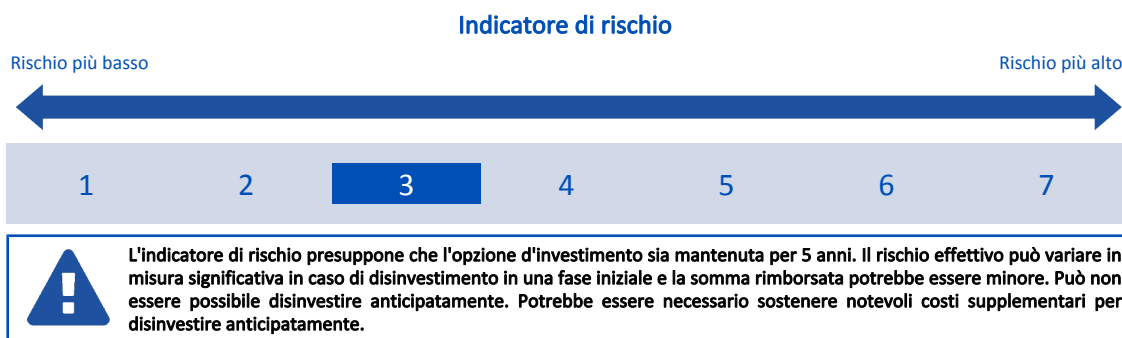 Indicatore di rischio
Rischio più basso
Rischio più alto
1 2 3 4 5 6 7
L'indicatore di rischio presuppone che l'opzione d'investimento sia mantenuta per 5 anni. Il rischio effettivo può variare in
misura significativa in caso di disinvestimento in una fase iniziale e la somma rimborsata potrebbe essere minore. Può non
essere possibile disinvestire anticipatamente. Potrebbe essere necessario sostenere notevoli costi supplementari per
disinvestire anticipatamente.